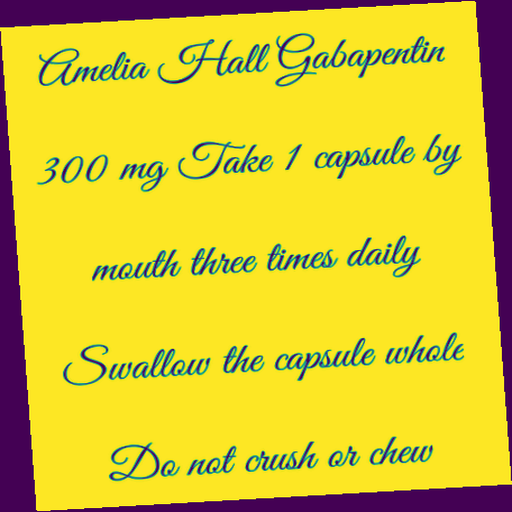 Amelia Hall Gabapentin
300 mg Take 1 capsule by
mouth three times daily
Swallow the capsule whole
Do not crush or chew